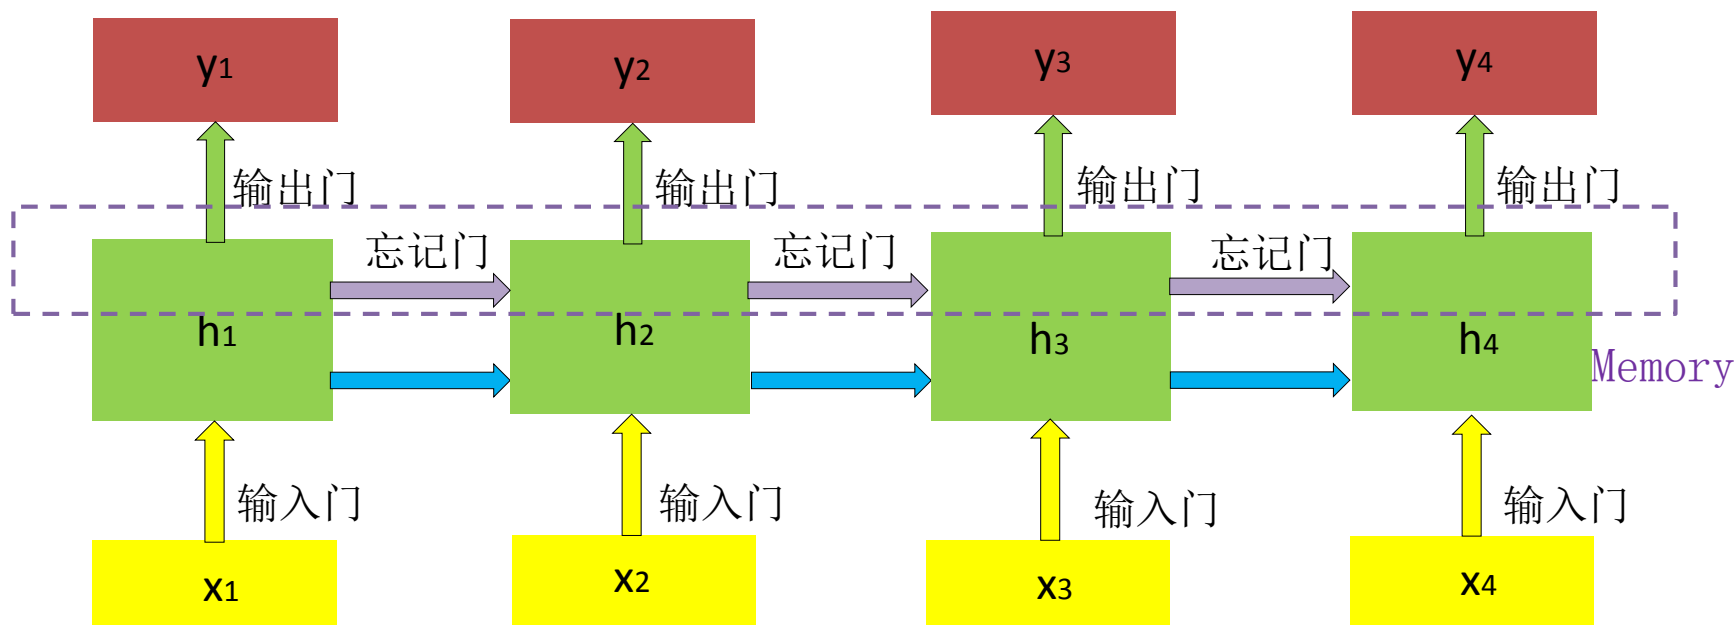 y1 y2 y3 y4
输出门 输出门 输出门 输出门
忘记门 忘记门 忘记门
h1 h2 h3 h4
Memory
输入门 输入门 输入门 输入门
x1 x2 x3 x4